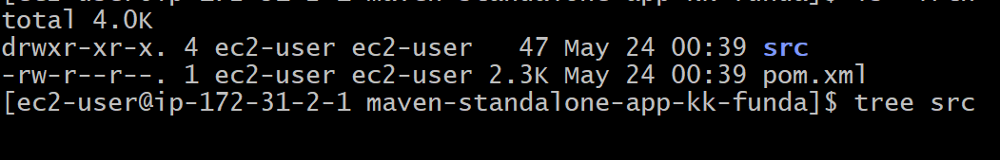 total 4.0K
drwxr-xr-x. 4 ec2-user ec2-user   47 May 24 00:39 src
-rw-r--r--. 1 ec2-user ec2-user 2.3K May 24 00:39 pom.xml
[ec2-user@ip-172-31-2-1 maven-standalone-app-kk-funda]$ tree src